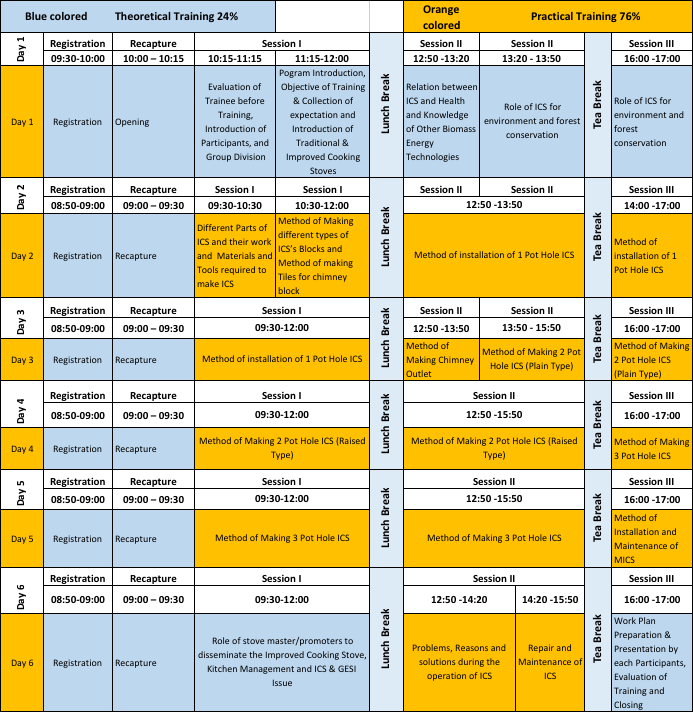 Blue colored Theoretical Training 24% Orange colored Practical Training 76%
Day 1
Registration Recapture Session I Lunch Break Session II Session II Tea Break Session III
09:30-10:00 10:00 – 10:15 10:15-11:15 11:15-12:00 12:50 -13:20 13:20 - 13:50 16:00 -17:00
Day 1
Registration
Opening
Evaluation of
Trainee before
Training,
Introduction of
Participants, and
Group Division
Pogram Introduction,
Objective of Training
& Collection of
expectation and
Introduction of
Traditional &
Improved Cooking
Stoves
Relation between
ICS and Health
and Knowledge
of Other Biomass
Energy
Technologies
Role of ICS for
environment and forest
conservation
Role of ICS for
environment and
forest
conservation
Day 2
Registration Recapture Session I Session I Lunch Break Session II Session II Tea Break Session III
08:50-09:00 09:00 – 09:30 09:30-10:30 10:30-12:00 12:50 -13:50 14:00 -17:00
Day 2
Registration
Recapture
Different Parts of
ICS and their work
and Materials and
Tools required to
make ICS
Method of Making
different types of
ICS's Blocks and
Method of making
Tiles for chimney
block
Method of installation of 1 Pot Hole ICS
Method of
installation of 1
Pot Hole ICS
Day 3
Registration Recapture Session I Lunch Break Session II Session II Tea Break Session III
08:50-09:00 09:00 – 09:30 09:30-12:00 12:50 -13:50 13:50 - 15:50 16:00 -17:00
Day 3
Registration
Recapture
Method of installation of 1 Pot Hole ICS
Method of
Making Chimney
Outlet
Method of Making 2 Pot
Hole ICS (Plain Type)
Method of Making
2 Pot Hole ICS
(Plain Type)
Day 4
Registration Recapture Session I Lunch Break Session II Tea Break Session III
08:50-09:00 09:00 – 09:30 09:30-12:00 12:50 -15:50 16:00 -17:00
Day 4
Registration
Recapture
Method of Making 2 Pot Hole ICS (Raised
Type)
Method of Making 2 Pot Hole ICS (Raised
Type)
Method of Making
3 Pot Hole ICS
Day 5
Registration Recapture Session I Lunch Break Session II Tea Break Session III
08:50-09:00 09:00 – 09:30 09:30-12:00 12:50 -15:50 16:00 -17:00
Day 5
Registration
Recapture
Method of Making 3 Pot Hole ICS
Method of Making 3 Pot Hole ICS
Method of
Installation and
Maintenance of
MICS
Day 6
Registration Recapture Session I Lunch Break Session II Tea Break Session III
08:50-09:00 09:00 – 09:30 09:30-12:00 12:50 -14:20 14:20 -15:50 16:00 -17:00
Day 6
Registration
Recapture
Role of stove master/promoters to
disseminate the Improved Cooking Stove,
Kitchen Management and ICS & GESI
Issue
Problems, Reasons and
solutions during the
operation of ICS
Repair and
Maintenance of
ICS
Work Plan
Preparation &
Presentation by
each Participants,
Evaluation of
Training and
Closing